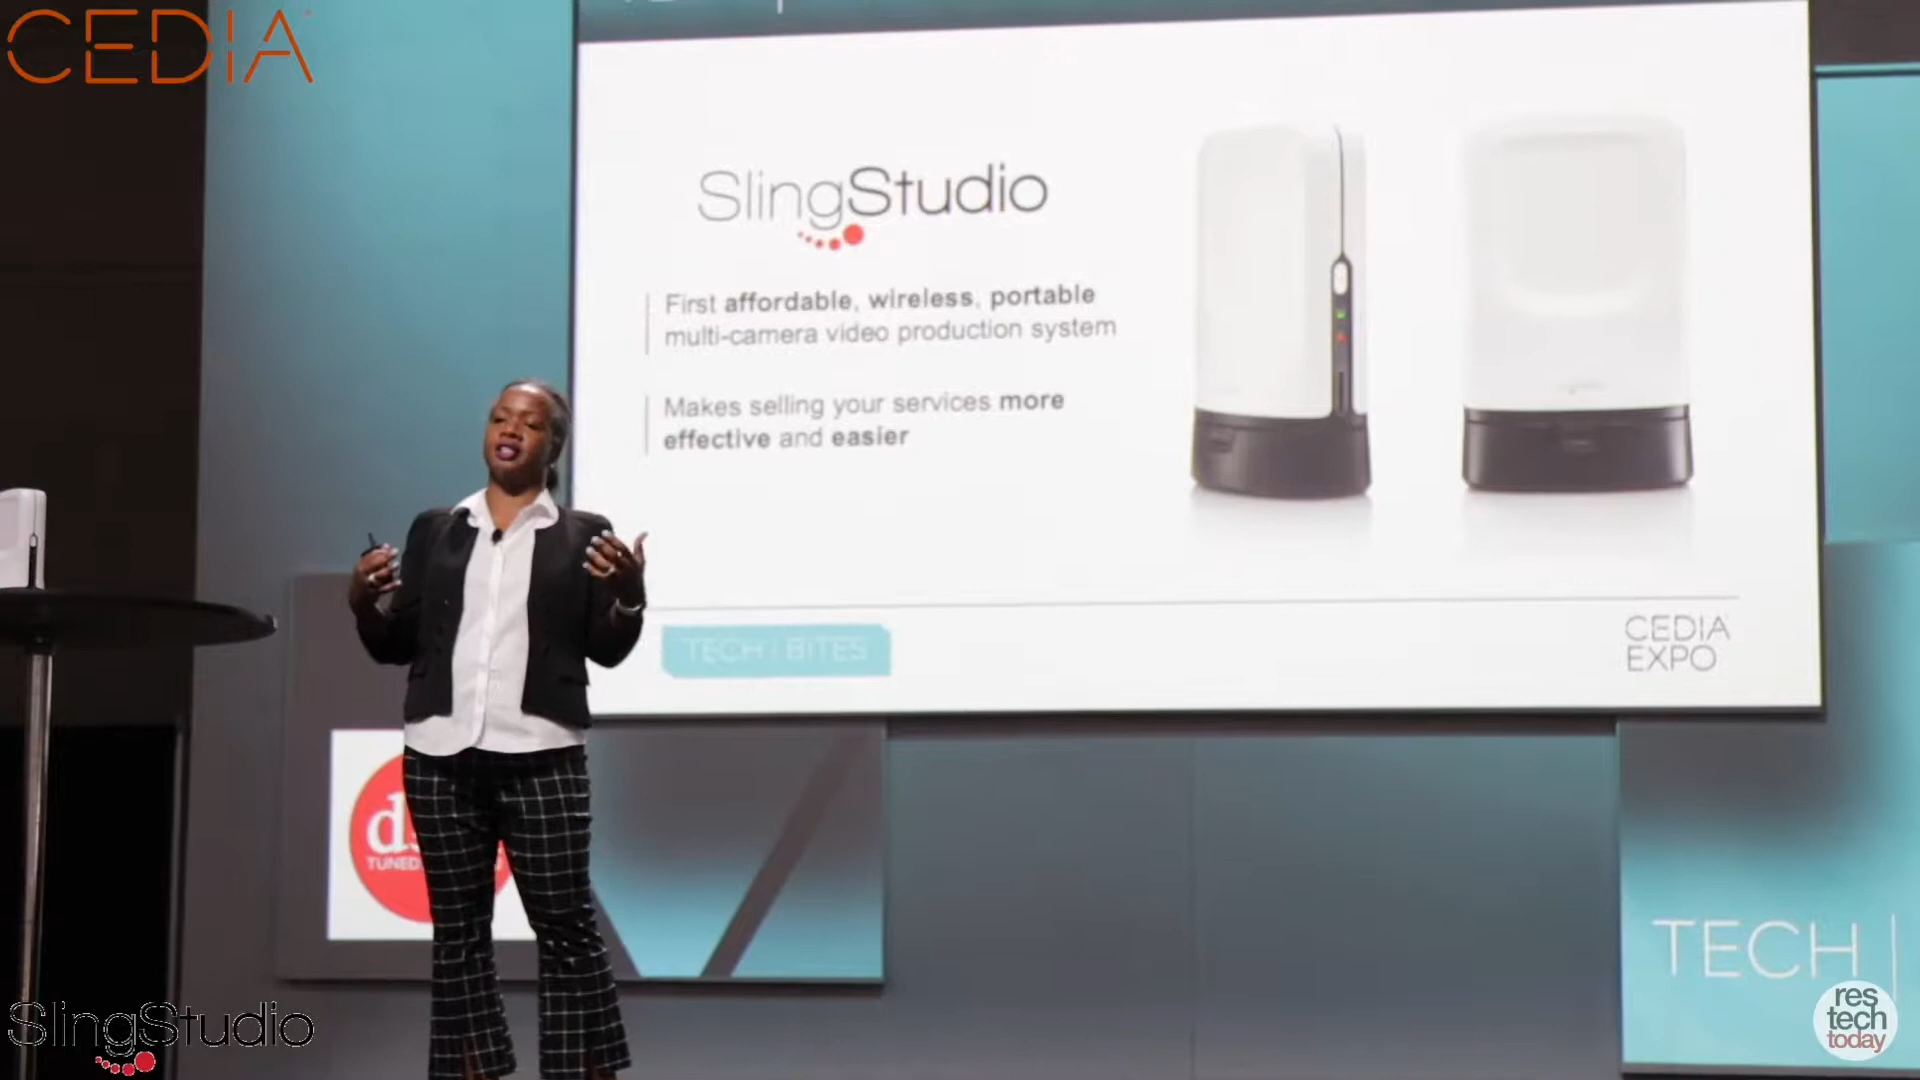 CEDIA
SlingStudio
First affordable, wireless, portable
multi-camera video production system
Makes selling your services more
effective and easier
TECH | BITES
CEDIA
EXPO
TUNED
TECH |
SlingStudio
res
tech
today